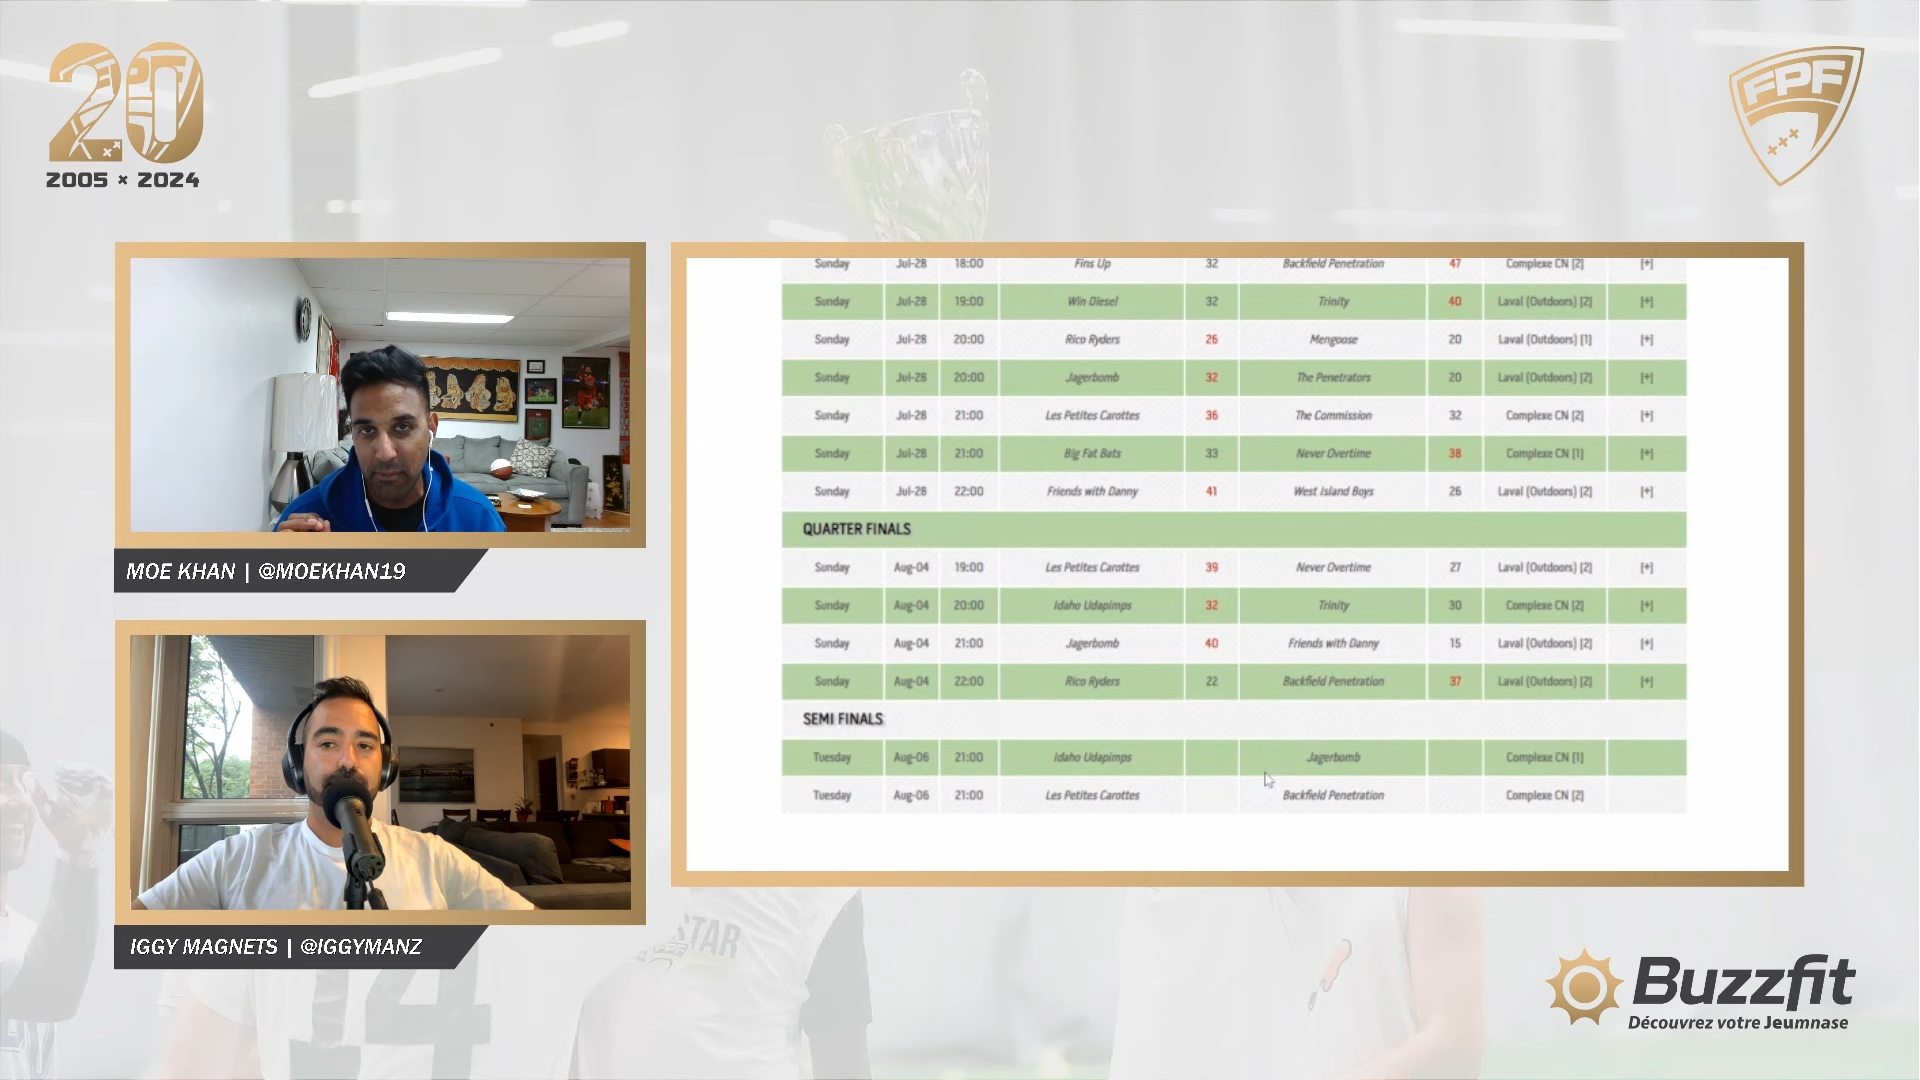 20
2005 × 2024
FPF
Sunday Jul-28 18:00 Fins Up 32 Backfield Penetration 47 Complexe CN [2] [+]
Sunday Jul-28 19:00 Win Diesel 32 Trinity 40 Laval (Outdoors) [2] [+]
Sunday Jul-28 20:00 Rico Ryders 26 Mengoose 20 Laval (Outdoors) [1] [+]
Sunday Jul-28 20:00 Jagerbomb 32 The Penetrators 20 Laval (Outdoors) [2] [+]
Sunday Jul-28 21:00 Les Petites Carottes 36 The Commission 32 Complexe CN [2] [+]
Sunday Jul-28 21:00 Big Fat Bats 33 Never Overtime 38 Complexe CN [1] [+]
Sunday Jul-28 22:00 Friends with Danny 41 West Island Boys 26 Laval (Outdoors) [2] [+]
QUARTER FINALS
Sunday Aug-04 19:00 Les Petites Carottes 39 Never Overtime 27 Laval (Outdoors) [2] [+]
Sunday Aug-04 20:00 Idaho Udapimps 32 Trinity 30 Complexe CN [2] [+]
Sunday Aug-04 21:00 Jagerbomb 40 Friends with Danny 15 Laval (Outdoors) [2] [+]
Sunday Aug-04 22:00 Rico Ryders 22 Backfield Penetration 37 Laval (Outdoors) [2] [+]
SEMI FINALS
Tuesday Aug-06 21:00 Idaho Udapimps Jagerbomb Complexe CN [1]
Tuesday Aug-06 21:00 Les Petites Carottes Backfield Penetration Complexe CN [2]
MOE KHAN | @MOEKHAN19
IGGY MAGNETS | @IGGYMANZ
STAR
FPF
14
Buzzfit
Découvrez votre Jeumnase